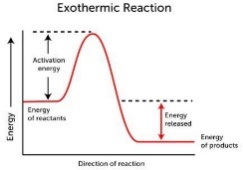 Exothermic Reaction
Activation
energy
Energy
of reactants
Energy
released
Energy
of products
Energy
Direction of reaction